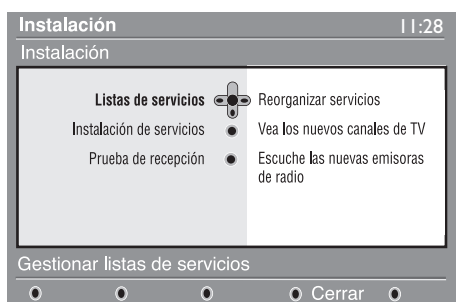 Instalación 11:28
Instalación
Listas de servicios Reorganizar servicios
Instalación de servicios Vea los nuevos canales de TV
Prueba de recepción Escuche las nuevas emisoras
de radio
Gestionar listas de servicios
Cerrar